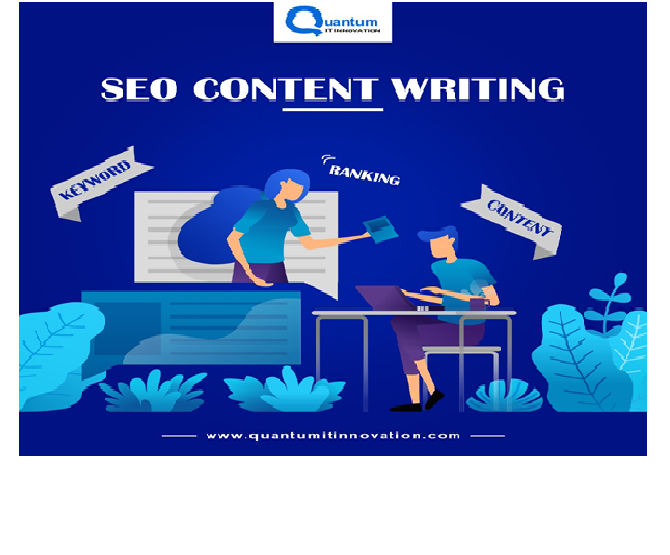 Quantum
IT INNOVATION
SEO CONTENT WRITING
KEYWORD
RANKING
CONTENT
www.quantumitinnovation.com